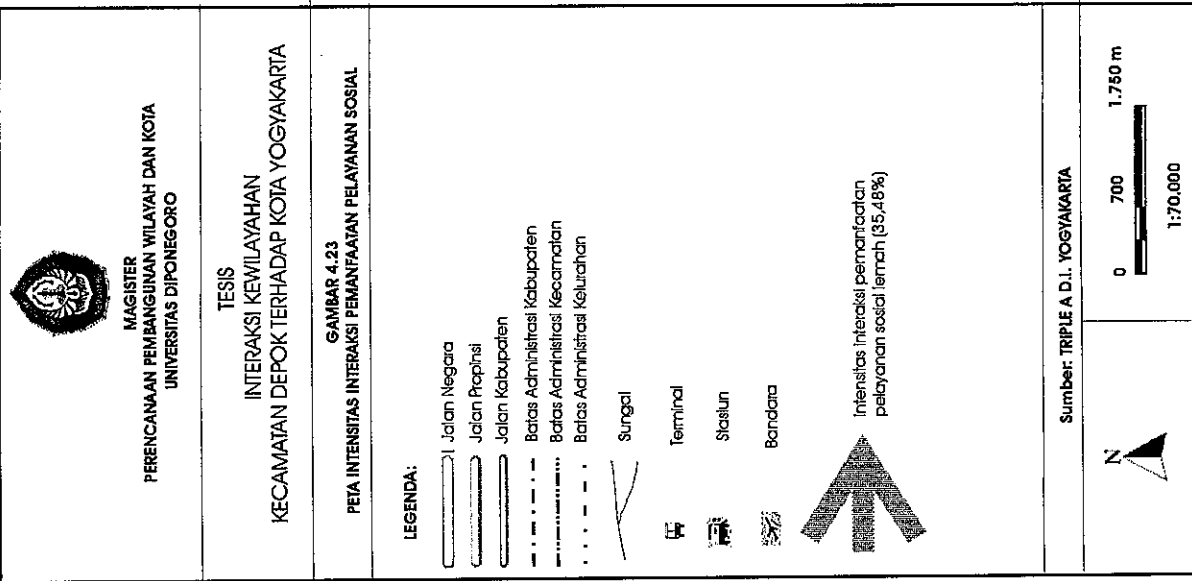 MAGISTER
PERENCANAAN PEMBANGUNAN WILAYAH DAN KOTA
UNIVERSITAS DIPONEGORO
TESIS
INTERAKSI KEWILAYAHAN
KECAMATAN DEPOK TERHADAP KOTA YOGYAKARTA
GAMBAR 4.23
PETA INTENSITAS INTERAKSI PEMANFAATAN PELAYANAN SOSIAL
LEGENDA:
Jalan Negara
Jalan Propinsi
Jalan Kabupaten
Batas Administrasi Kabupaten
Batas Administrasi Kecamatan
Batas Administrasi Kelurahan
Sungai
Terminal
Stasiun
Bandara
Intensitas interaksi pemanfaatan
pelayanan sosial lemah (35,48%)
Sumber: TRIPLE A D.I. YOGYAKARTA
N
0 700 1.750 m
1:70.000